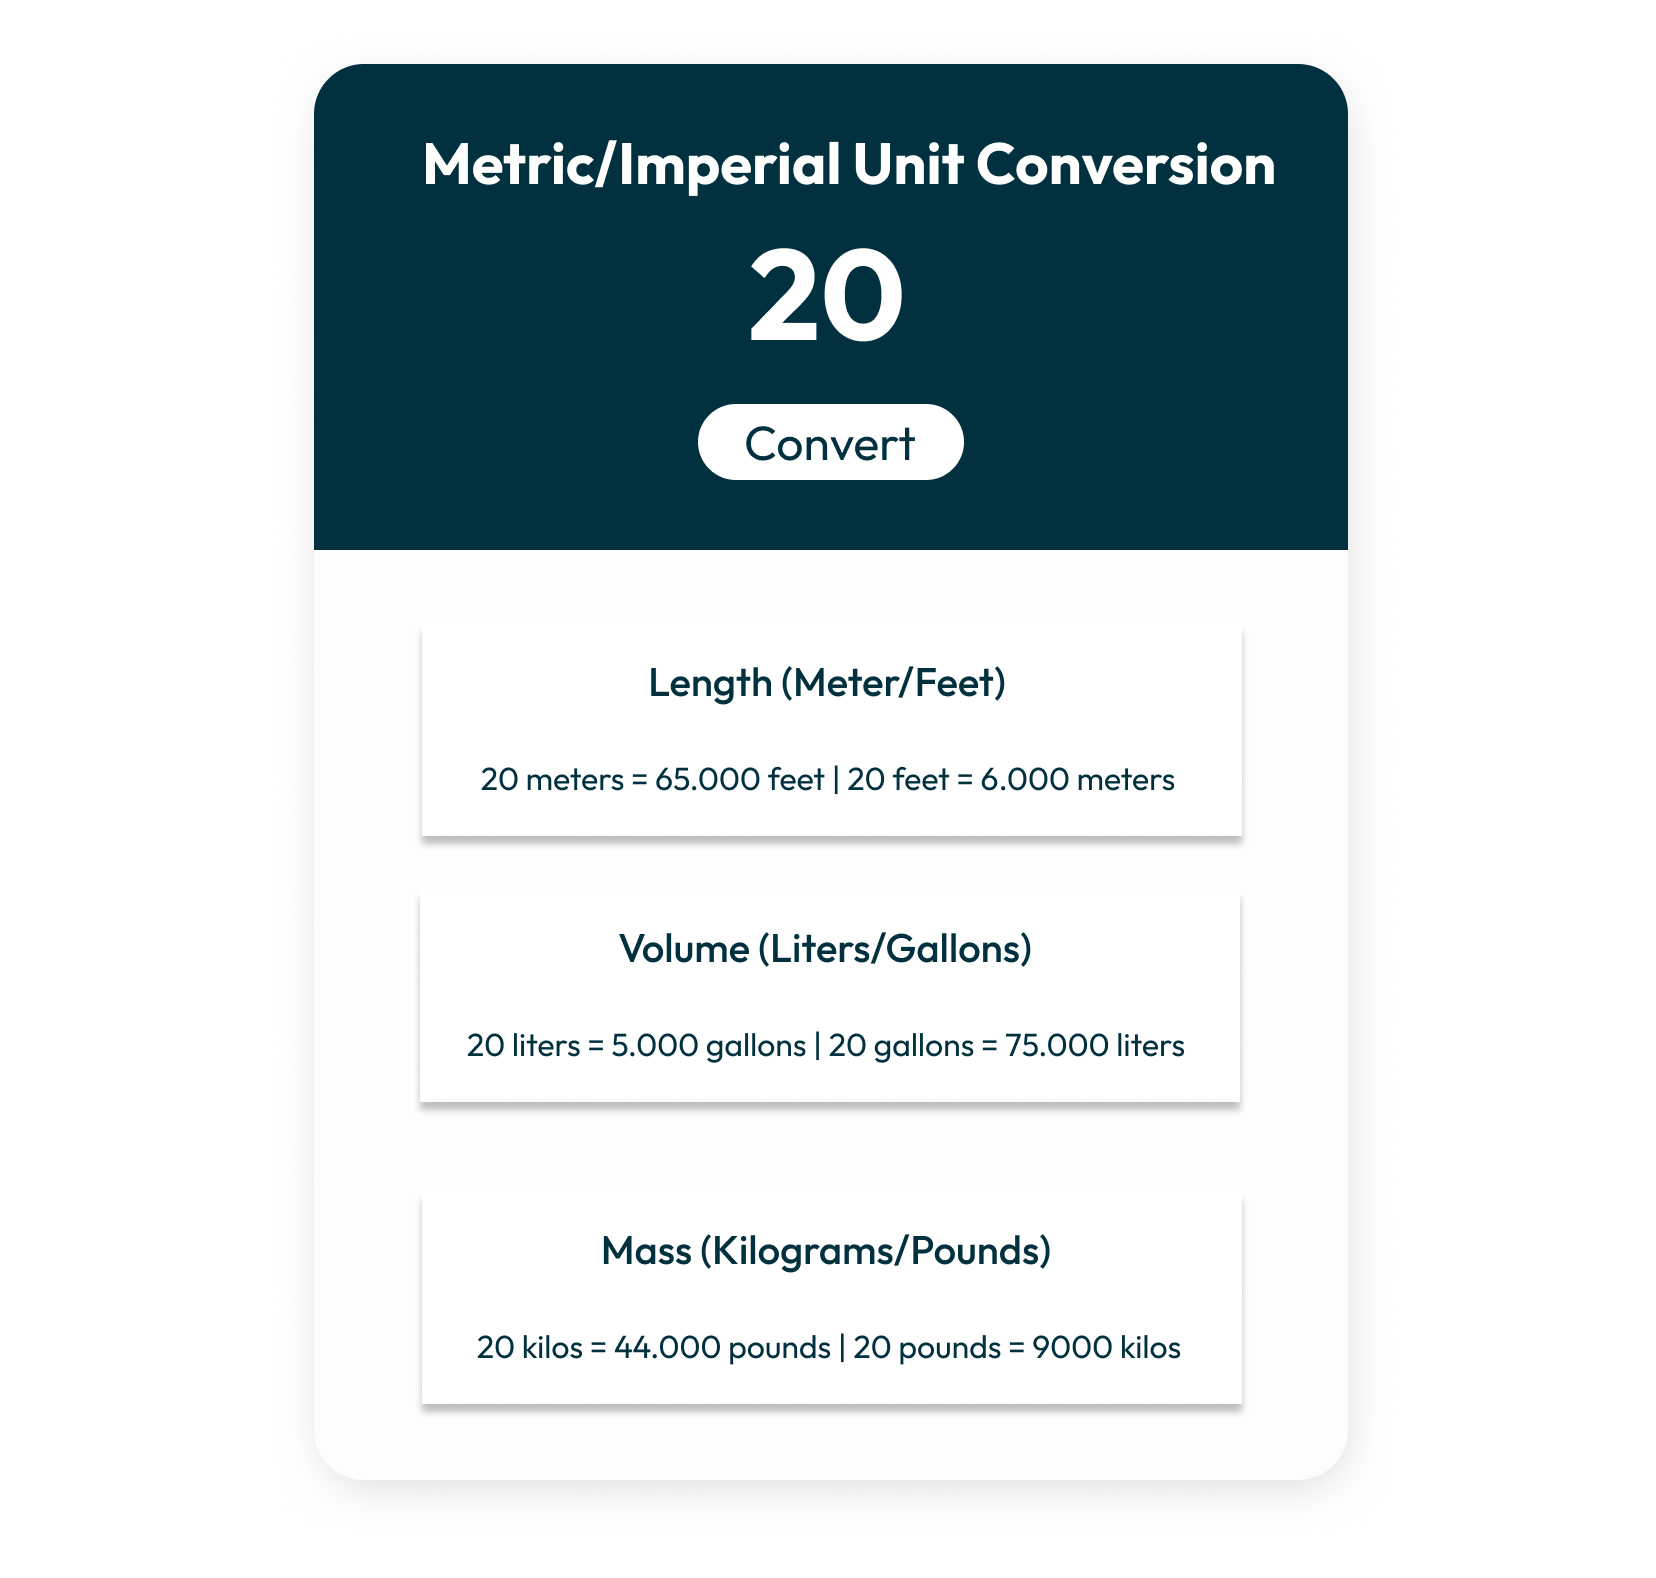 Metric/Imperial Unit Conversion
20
Convert
Length (Meter/Feet)
20 meters = 65.000 feet | 20 feet = 6.000 meters
Volume (Liters/Gallons)
20 liters = 5.000 gallons | 20 gallons = 75.000 liters
Mass (Kilograms/Pounds)
20 kilos = 44.000 pounds | 20 pounds = 9000 kilos